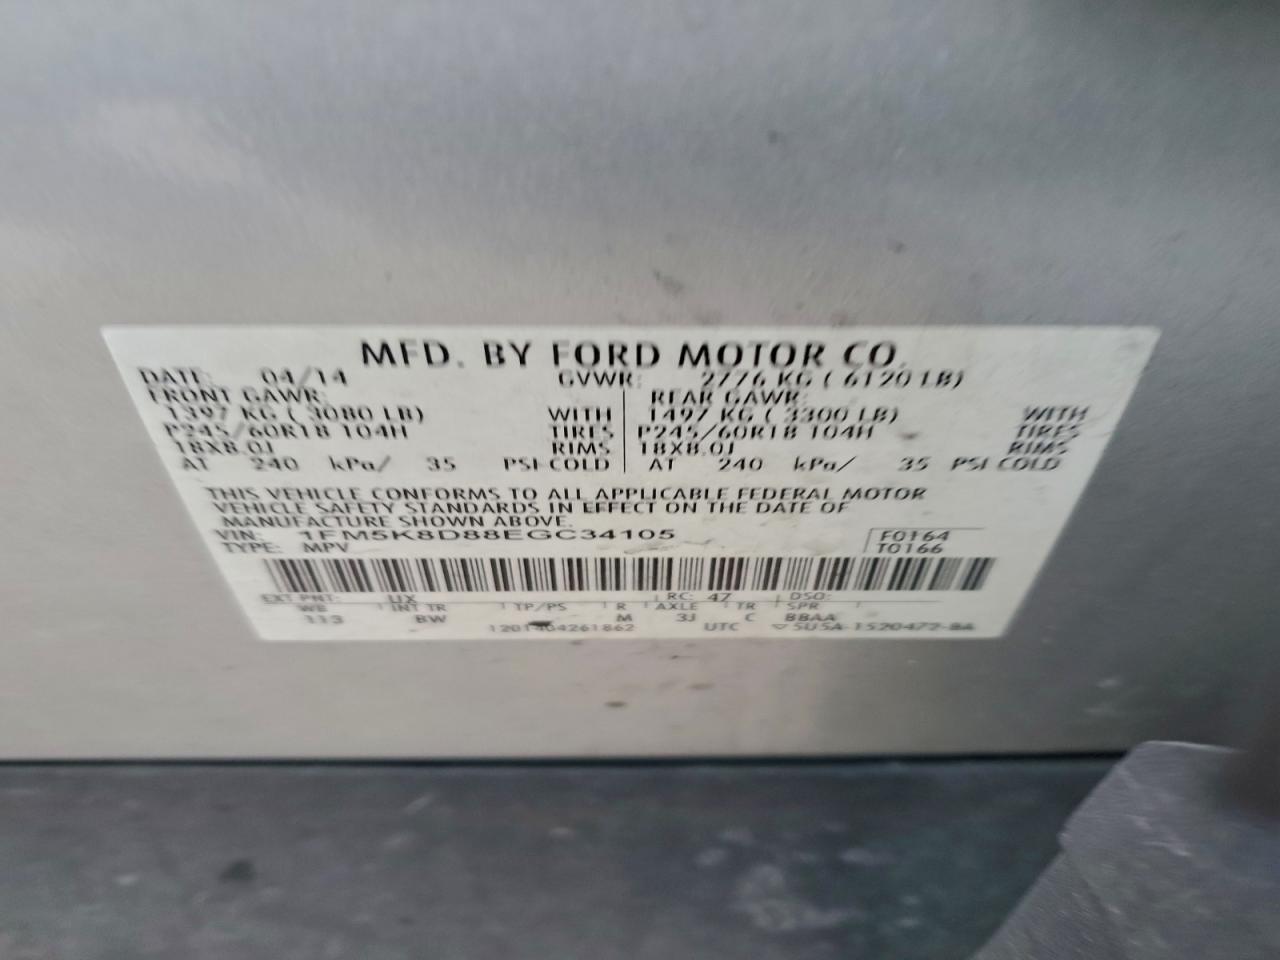 MFD. BY FORD MOTOR CO.
DATE: 04/14 GVWR: 2776 KG ( 6120 LB)
FRONT GAWR: REAR GAWR:
1397 KG ( 3080 LB) WITH 1497 KG ( 3300 LB) WITH
P245/60R18 104H TIRES P245/60R18 104H TIRES
18X8.0J RIMS 18X8.0J RIMS
AT 240 kPa/ 35 PSI COLD AT 240 kPa/ 35 PSI COLD
THIS VEHICLE CONFORMS TO ALL APPLICABLE FEDERAL MOTOR
VEHICLE SAFETY STANDARDS IN EFFECT ON THE DATE OF
MANUFACTURE SHOWN ABOVE.
VIN: 1FM5K8D88EGC34105 F0164
TYPE: MPV T0166
EXT PNT: UX RC: 47 DSO:
WB INT TR TP/PS R AXLE TR SPR
113 BW M 3J C BBAA
1201404261862 UTC ▽5U5A-1520472-BA